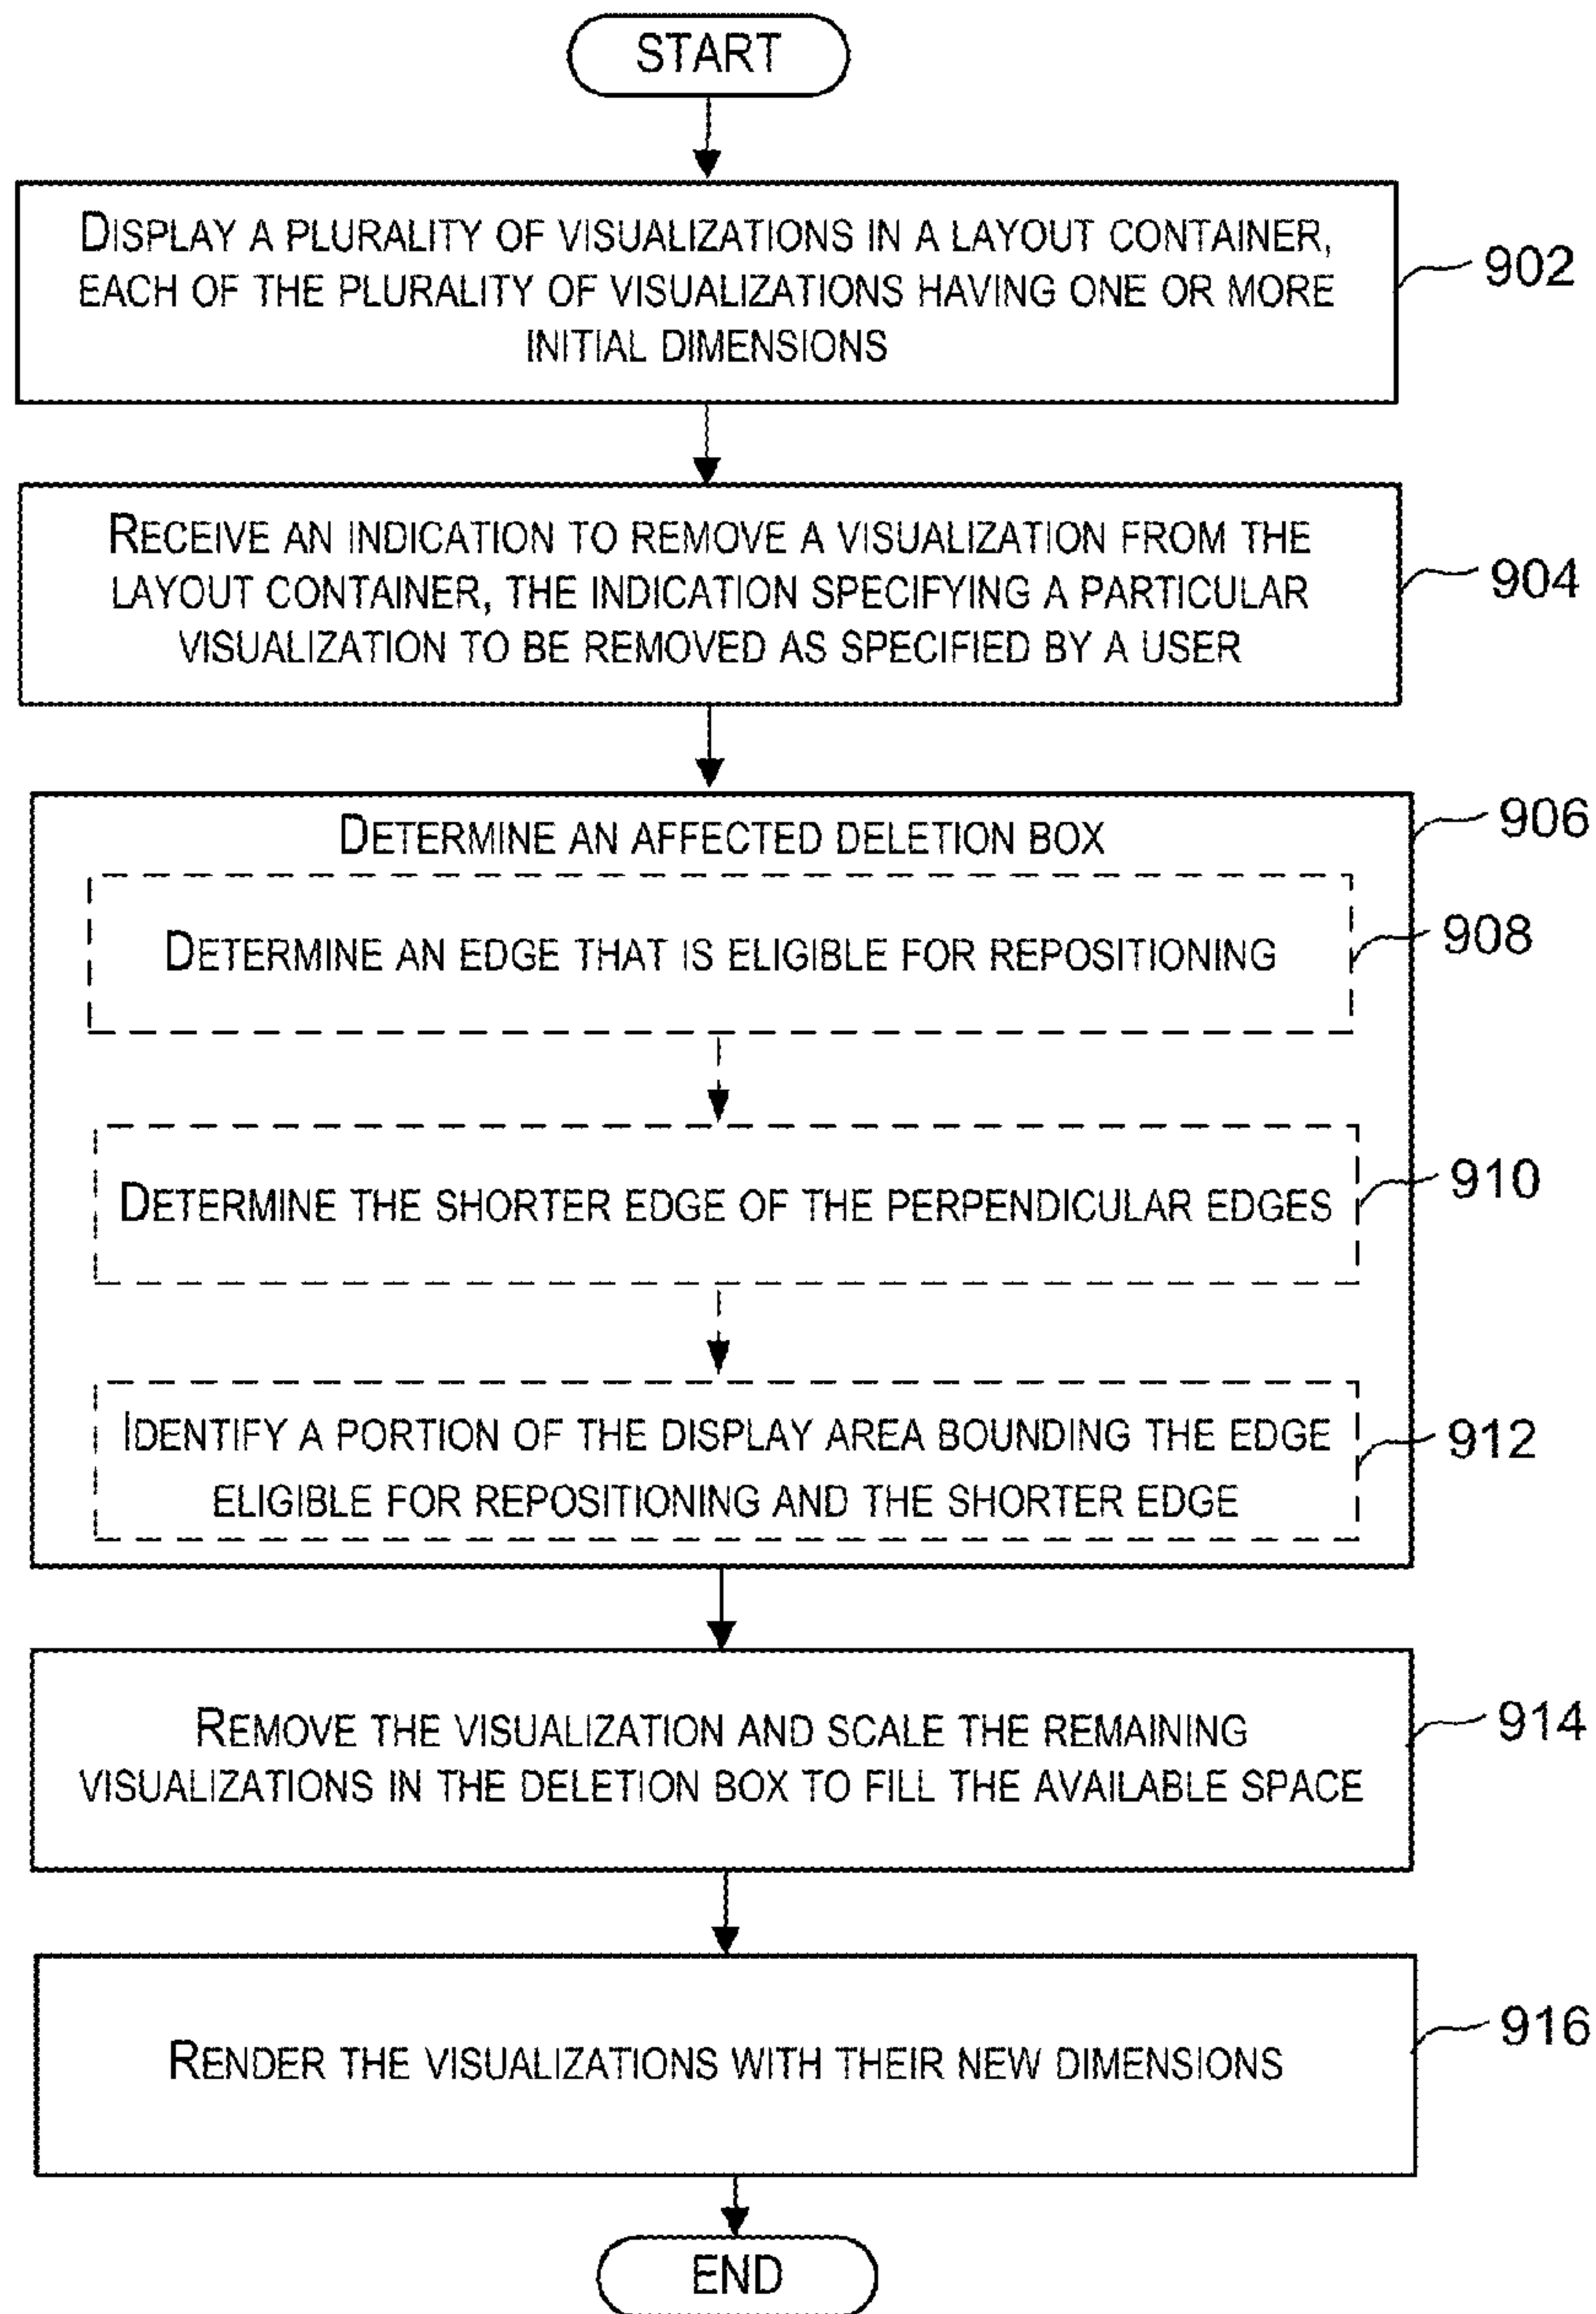 START
DISPLAY A PLURALITY OF VISUALIZATIONS IN A LAYOUT CONTAINER,
EACH OF THE PLURALITY OF VISUALIZATIONS HAVING ONE OR MORE
INITIAL DIMENSIONS
902
RECEIVE AN INDICATION TO REMOVE A VISUALIZATION FROM THE
LAYOUT CONTAINER, THE INDICATION SPECIFYING A PARTICULAR
VISUALIZATION TO BE REMOVED AS SPECIFIED BY A USER
904
DETERMINE AN AFFECTED DELETION BOX
906
DETERMINE AN EDGE THAT IS ELIGIBLE FOR REPOSITIONING
908
DETERMINE THE SHORTER EDGE OF THE PERPENDICULAR EDGES
910
IDENTIFY A PORTION OF THE DISPLAY AREA BOUNDING THE EDGE
ELIGIBLE FOR REPOSITIONING AND THE SHORTER EDGE
912
REMOVE THE VISUALIZATION AND SCALE THE REMAINING
VISUALIZATIONS IN THE DELETION BOX TO FILL THE AVAILABLE SPACE
914
RENDER THE VISUALIZATIONS WITH THEIR NEW DIMENSIONS
916
END